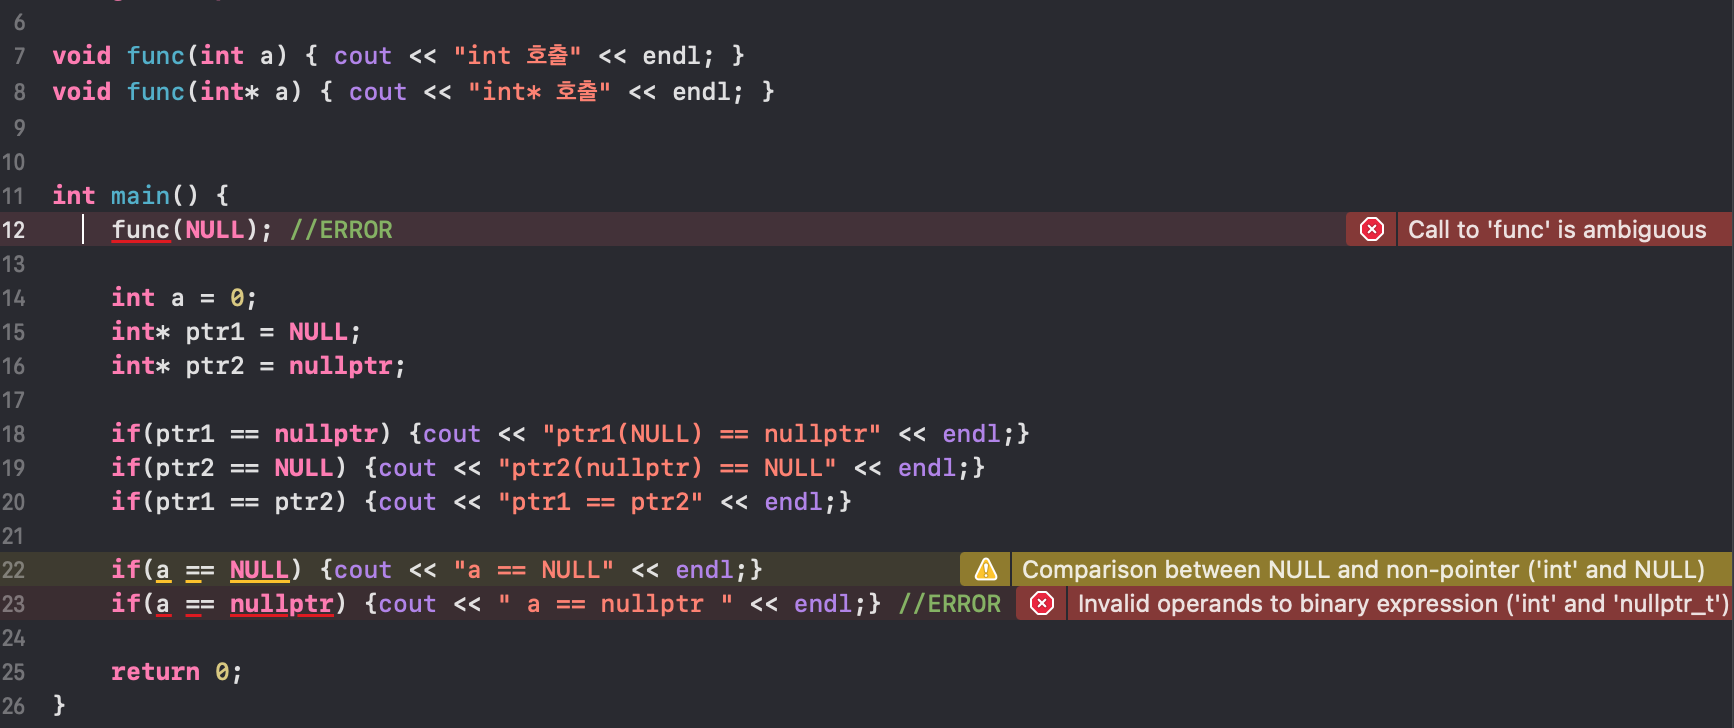 6
7 void func(int a) { cout << "int 호출" << endl; }
8 void func(int* a) { cout << "int* 호출" << endl; }
9
10
11 int main() {
12 func(NULL); //ERROR Call to 'func' is ambiguous
13
14 int a = 0;
15 int* ptr1 = NULL;
16 int* ptr2 = nullptr;
17
18 if(ptr1 == nullptr) {cout << "ptr1(NULL) == nullptr" << endl;}
19 if(ptr2 == NULL) {cout << "ptr2(nullptr) == NULL" << endl;}
20 if(ptr1 == ptr2) {cout << "ptr1 == ptr2" << endl;}
21
22 if(a == NULL) {cout << "a == NULL" << endl;} Comparison between NULL and non-pointer ('int' and NULL)
23 if(a == nullptr) {cout << " a == nullptr " << endl;} //ERROR Invalid operands to binary expression ('int' and 'nullptr_t')
24
25 return 0;
26 }